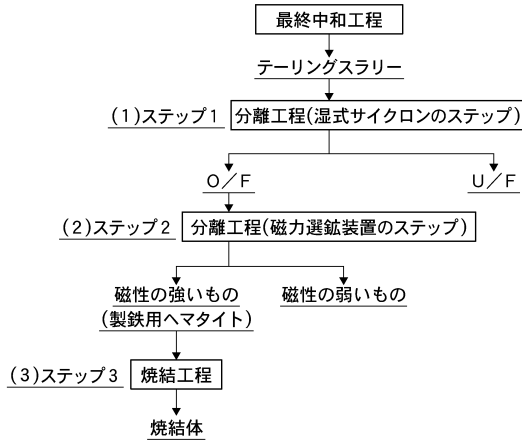 最終中和工程
テーリングスラリー
(1)ステップ1
分離工程(湿式サイクロンのステップ)
O/F
U/F
(2)ステップ2
分離工程(磁力選鉱装置のステップ)
磁性の強いもの
(製鉄用ヘマタイト)
磁性の弱いもの
(3)ステップ3
焼結工程
焼結体